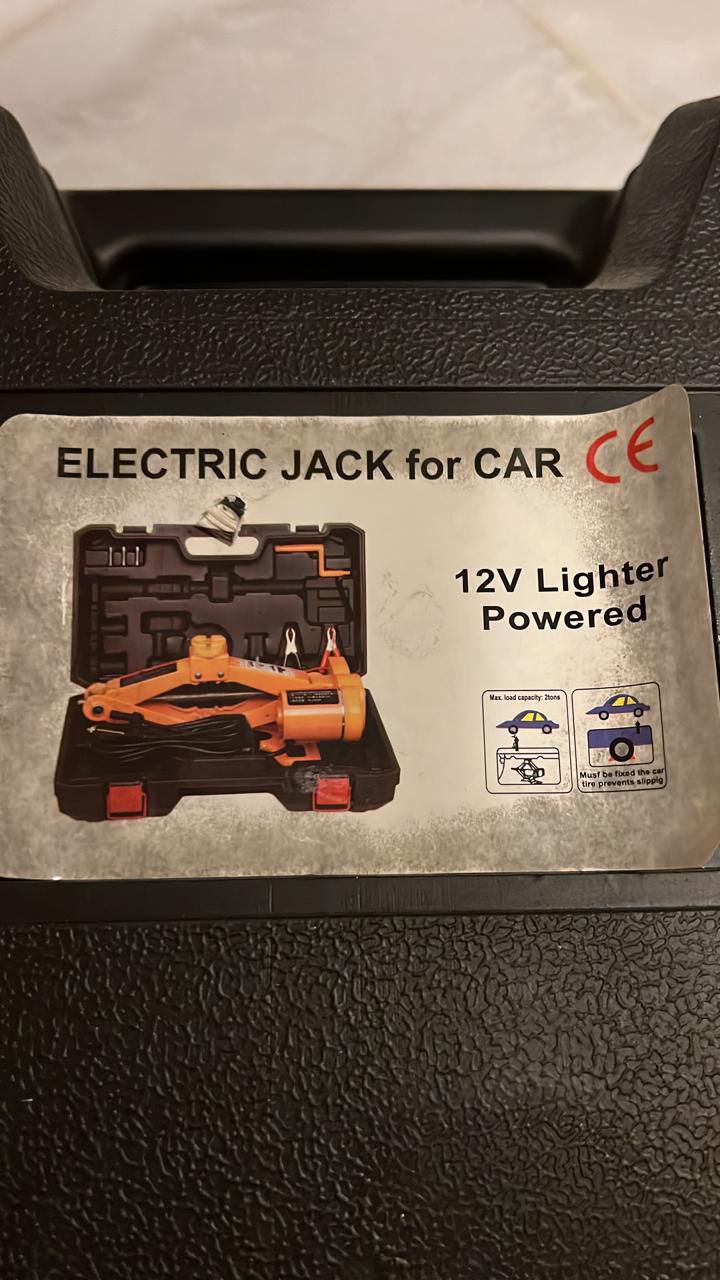 ELECTRIC JACK for CAR CE
12V Lighter
Powered
Max. load capacity: 2tons
Must be fixed the car
tire prevents slippig